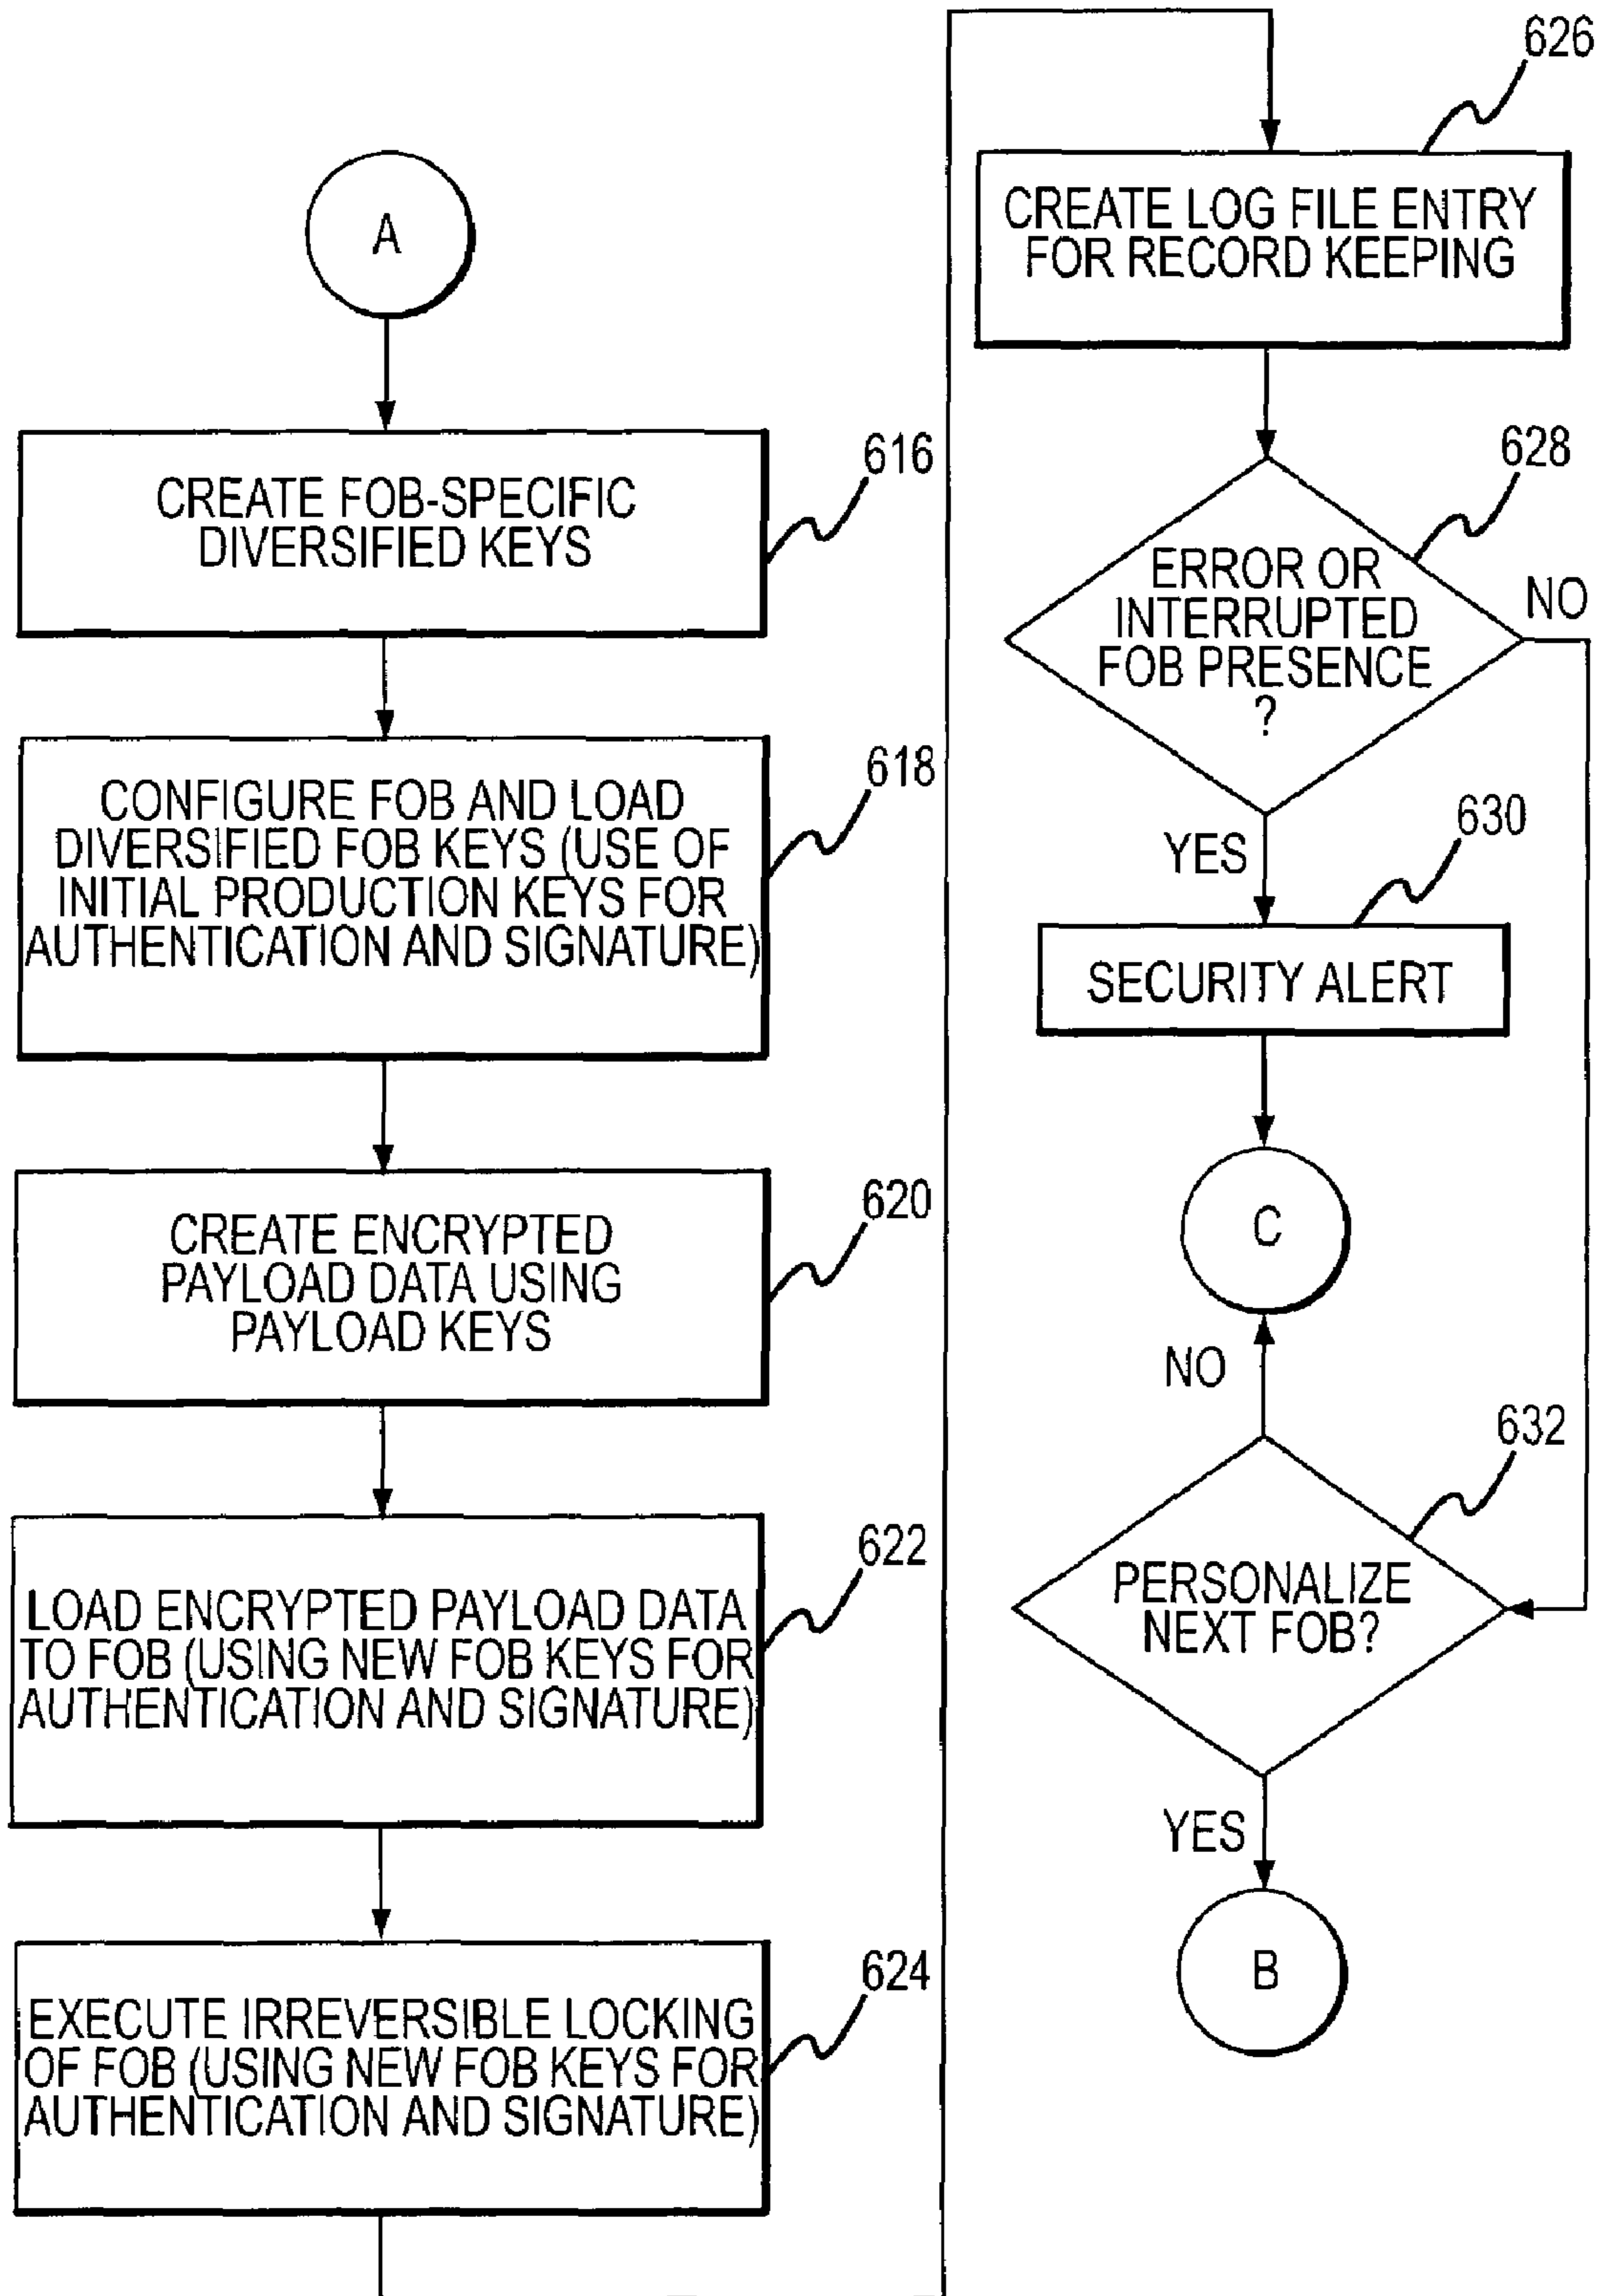 A
CREATE FOB-SPECIFIC
DIVERSIFIED KEYS
616
CONFIGURE FOB AND LOAD
DIVERSIFIED FOB KEYS (USE OF
INITIAL PRODUCTION KEYS FOR
AUTHENTICATION AND SIGNATURE)
618
CREATE ENCRYPTED
PAYLOAD DATA USING
PAYLOAD KEYS
620
LOAD ENCRYPTED PAYLOAD DATA
TO FOB (USING NEW FOB KEYS FOR
AUTHENTICATION AND SIGNATURE)
622
EXECUTE IRREVERSIBLE LOCKING
OF FOB (USING NEW FOB KEYS FOR
AUTHENTICATION AND SIGNATURE)
624
626
CREATE LOG FILE ENTRY
FOR RECORD KEEPING
628
ERROR OR
INTERRUPTED
FOB PRESENCE
?
NO
YES
630
SECURITY ALERT
C
NO
632
PERSONALIZE
NEXT FOB?
YES
B